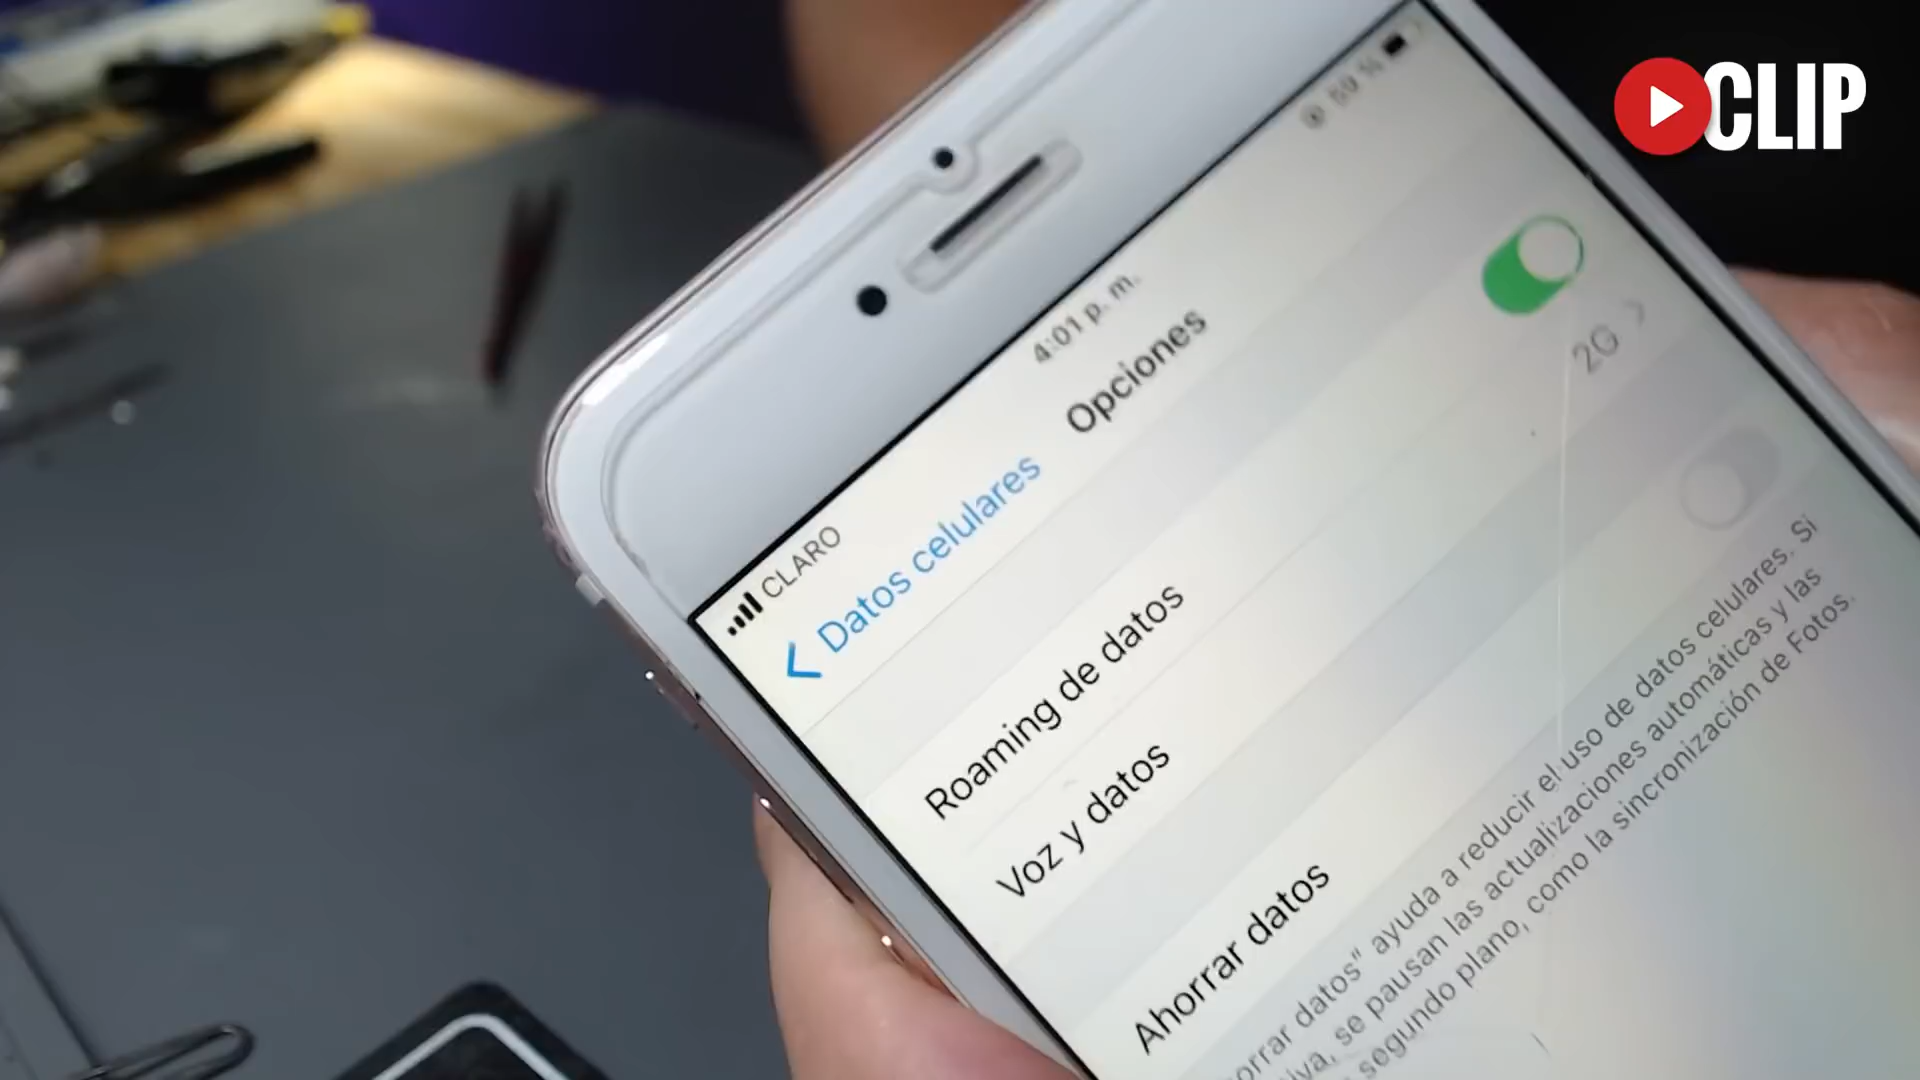 CLIP
CLARO
4:01 p. m.
Datos celulares
Opciones
Roaming de datos
Voz y datos
2G
Ahorrar datos
datos" ayuda a reducir el uso de datos celulares. Si
se pausan las actualizaciones automáticas y las
segundo plano, como la sincronización de Fotos.